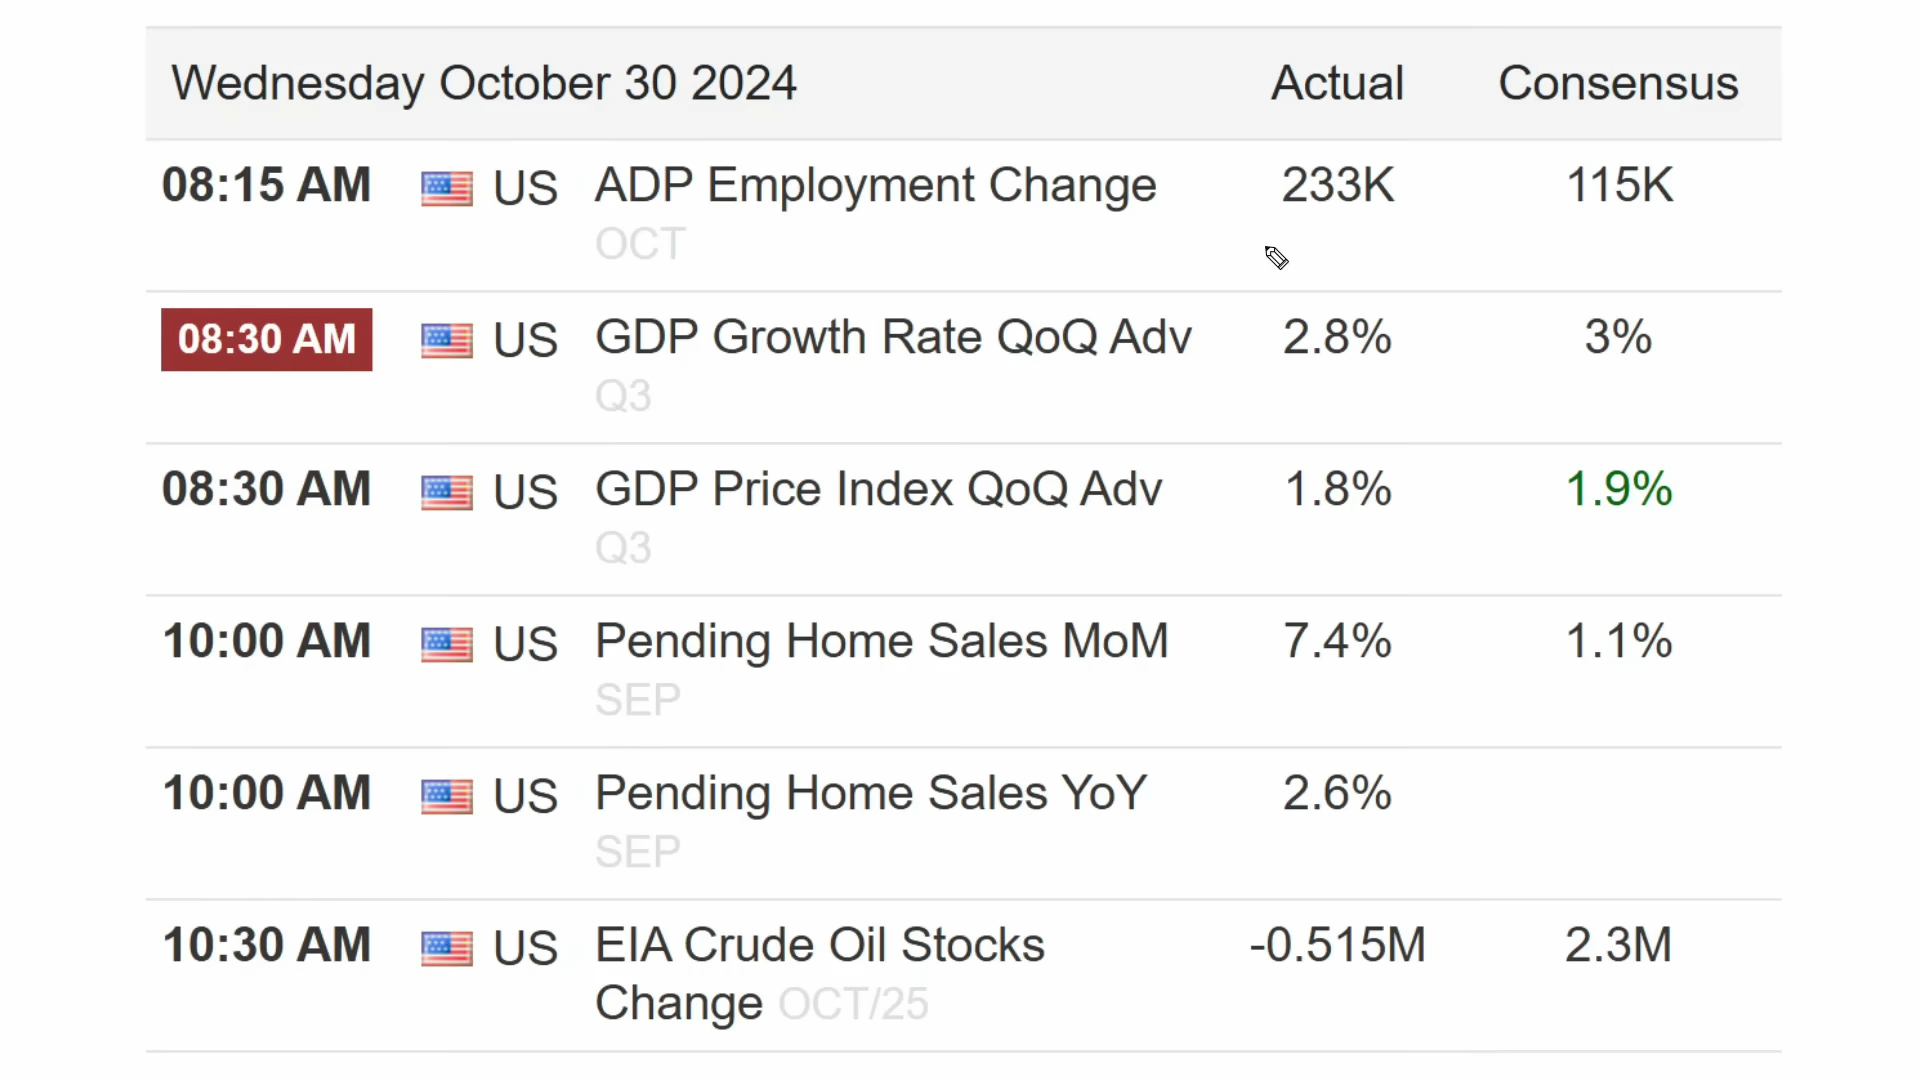 Wednesday October 30 2024 Actual Consensus
08:15 AM US ADP Employment Change 233K 115K
OCT
08:30 AM US GDP Growth Rate QoQ Adv 2.8% 3%
Q3
08:30 AM US GDP Price Index QoQ Adv 1.8% 1.9%
Q3
10:00 AM US Pending Home Sales MoM 7.4% 1.1%
SEP
10:00 AM US Pending Home Sales YoY 2.6%
SEP
10:30 AM US EIA Crude Oil Stocks -0.515M 2.3M
Change OCT/25